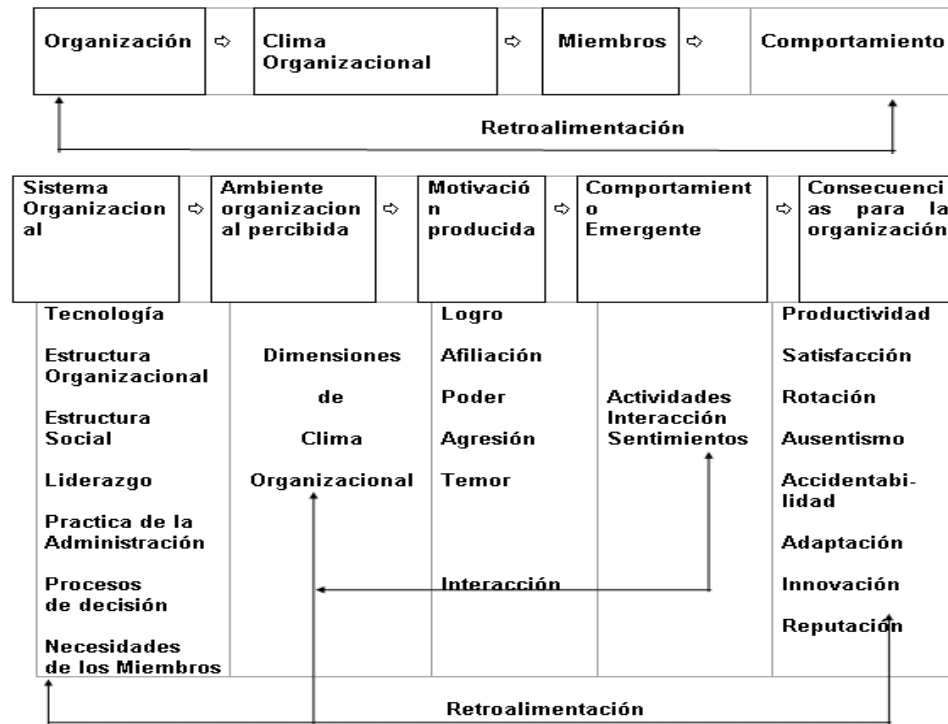 Organización ⇨ Clima Organizacional ⇨ Miembros ⇨ Comportamiento
Retroalimentación
Sistema
Organizacion
al
⇨
Ambiente
organizacion
al percibida
⇨
Motivació
n
producida
⇨
Comportamient
o
Emergente
⇨
Consecuenci
as para la
organización
Tecnología
Estructura
Organizacional
Estructura
Social
Liderazgo
Practica de la
Administración
Procesos
de decisión
Necesidades
de los Miembros
Dimensiones
de
Clima
Organizacional
Logro
Afiliación
Poder
Agresión
Temor
Interacción
Actividades
Interacción
Sentimientos
Productividad
Satisfacción
Rotación
Ausentismo
Accidentabi-
lidad
Adaptación
Innovación
Reputación
Retroalimentación